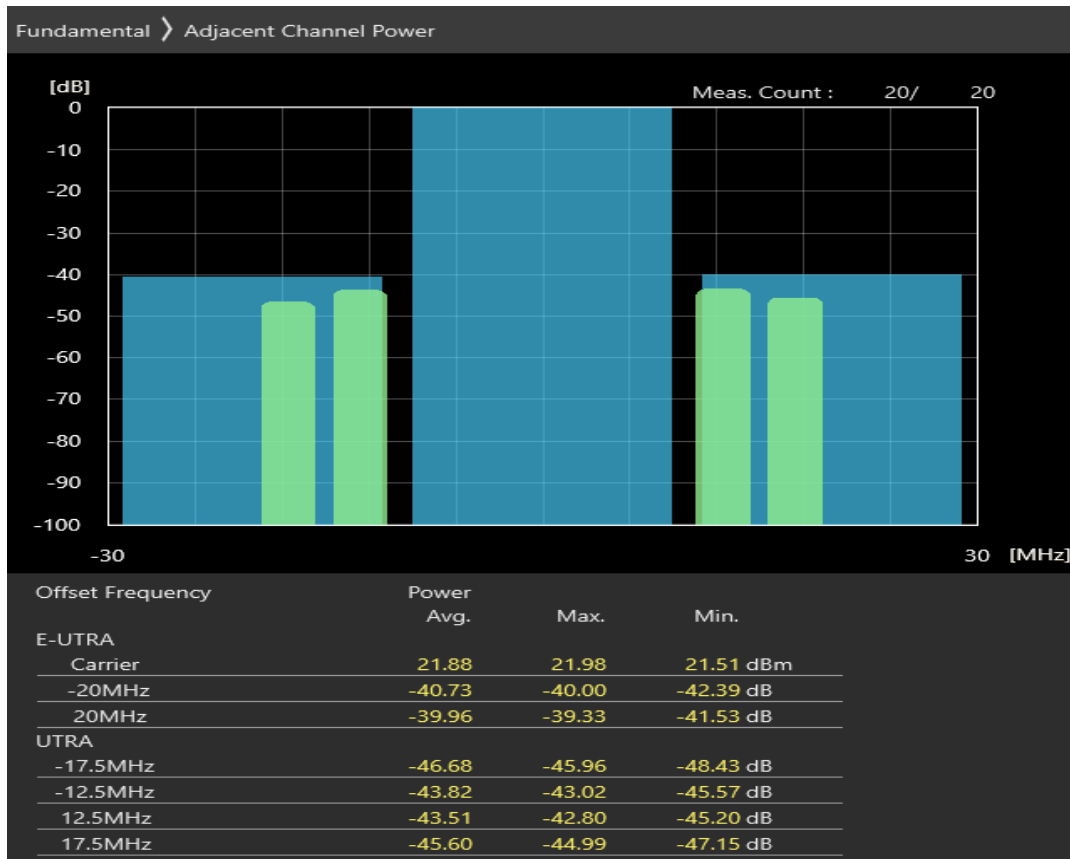 Fundamental ❯ Adjacent Channel Power
[dB]
Meas. Count : 20/ 20
0
-10
-20
-30
-40
-50
-60
-70
-80
-90
-100
-30 30 [MHz]
Offset Frequency Power
Avg. Max. Min.
E-UTRA
Carrier 21.88 21.98 21.51 dBm
-20MHz -40.73 -40.00 -42.39 dB
20MHz -39.96 -39.33 -41.53 dB
UTRA
-17.5MHz -46.68 -45.96 -48.43 dB
-12.5MHz -43.82 -43.02 -45.57 dB
12.5MHz -43.51 -42.80 -45.20 dB
17.5MHz -45.60 -44.99 -47.15 dB